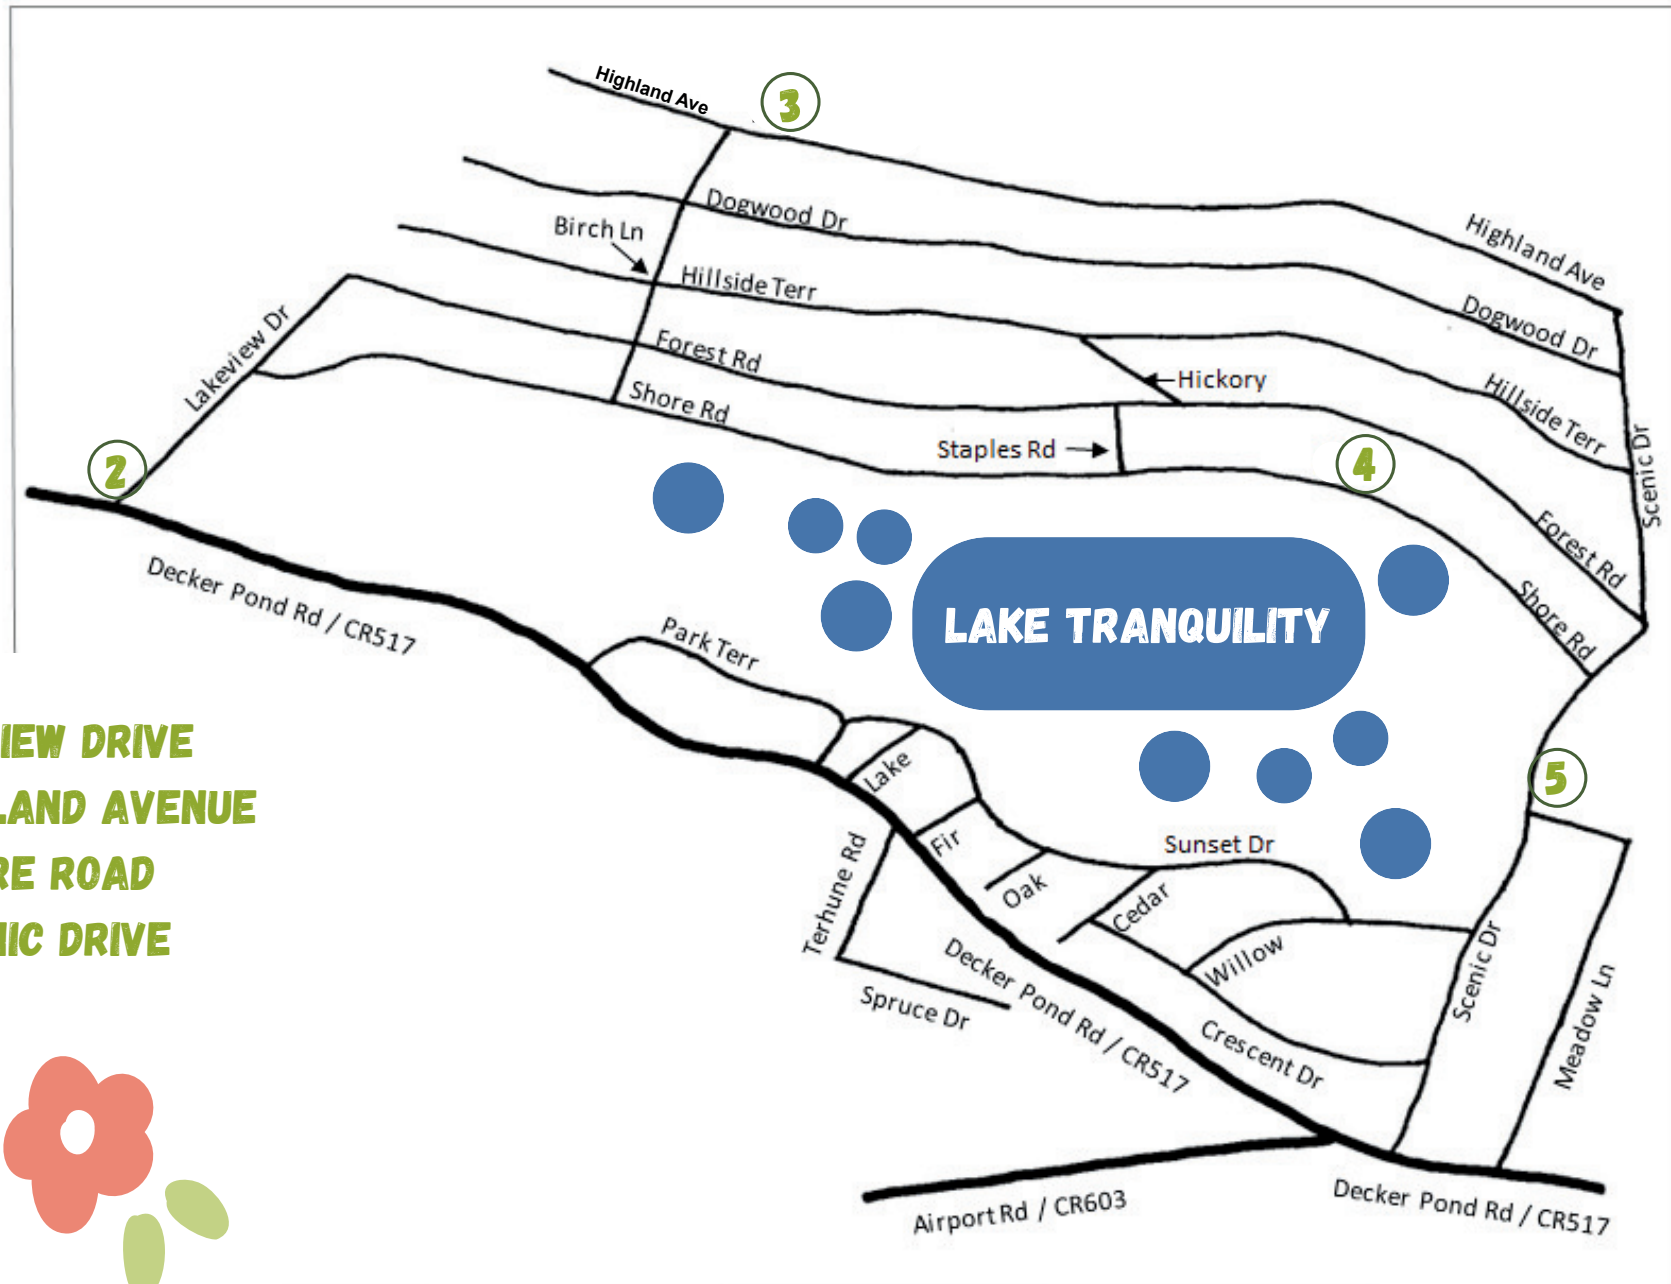 Highland Ave
3
Dogwood Dr
Highland Ave
Birch Ln
Hillside Terr
Dogwood Dr
Lakeview Dr
Forest Rd
Hickory
Hillside Terr
Shore Rd
Staples Rd
4
Scenic Dr
2
Forest Rd
Decker Pond Rd / CR517
Shore Rd
LAKE TRANQUILITY
Park Terr
IEW DRIVE
LAND AVENUE
RE ROAD
NIC DRIVE
Lake
5
Fir
Sunset Dr
Terhune Rd
Oak
Cedar
Willow
Scenic Dr
Spruce Dr
Decker Pond Rd / CR517
Crescent Dr
Meadow Ln
Airport Rd / CR603
Decker Pond Rd / CR517